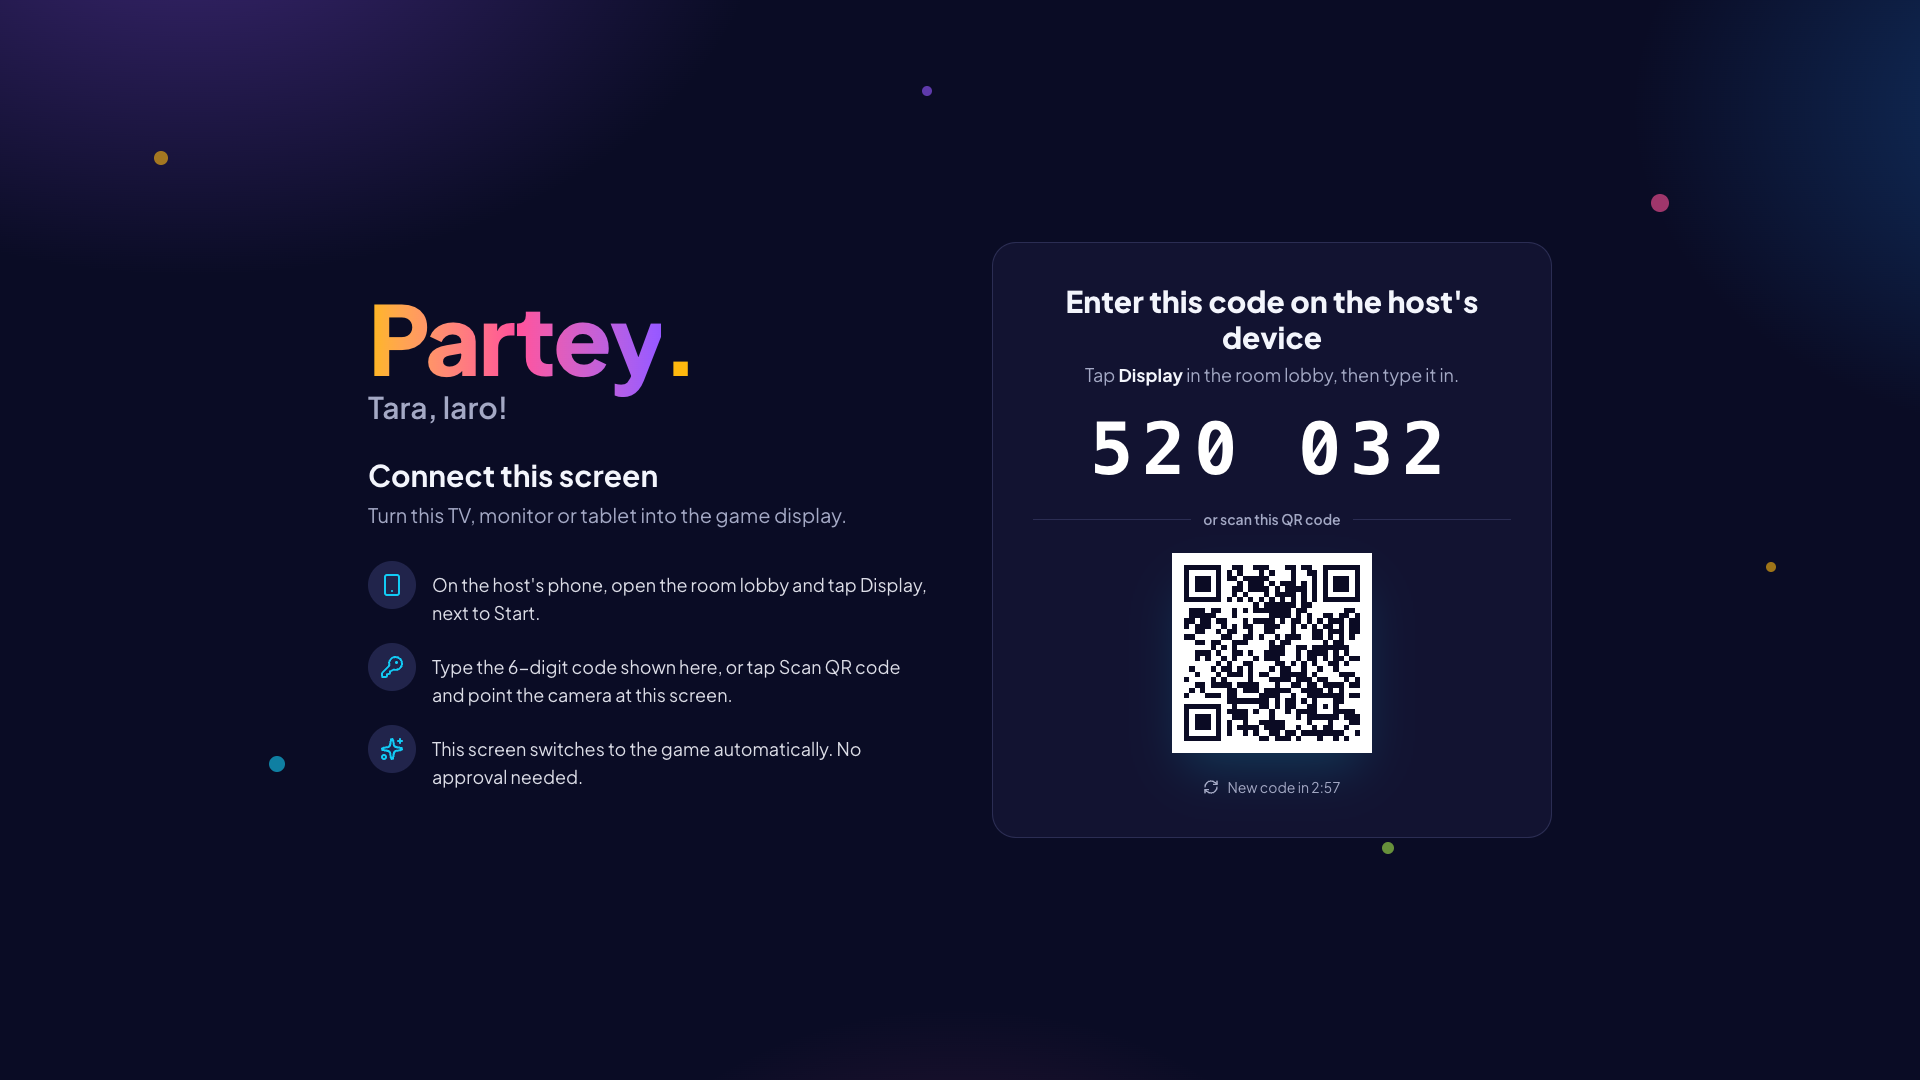 Partey.
Tara, laro!
Connect this screen
Turn this TV, monitor or tablet into the game display.
On the host's phone, open the room lobby and tap Display,
next to Start.
Type the 6-digit code shown here, or tap Scan QR code
and point the camera at this screen.
This screen switches to the game automatically. No
approval needed.
Enter this code on the host's
device
Tap Display in the room lobby, then type it in.
520 032
or scan this QR code
New code in 2:57